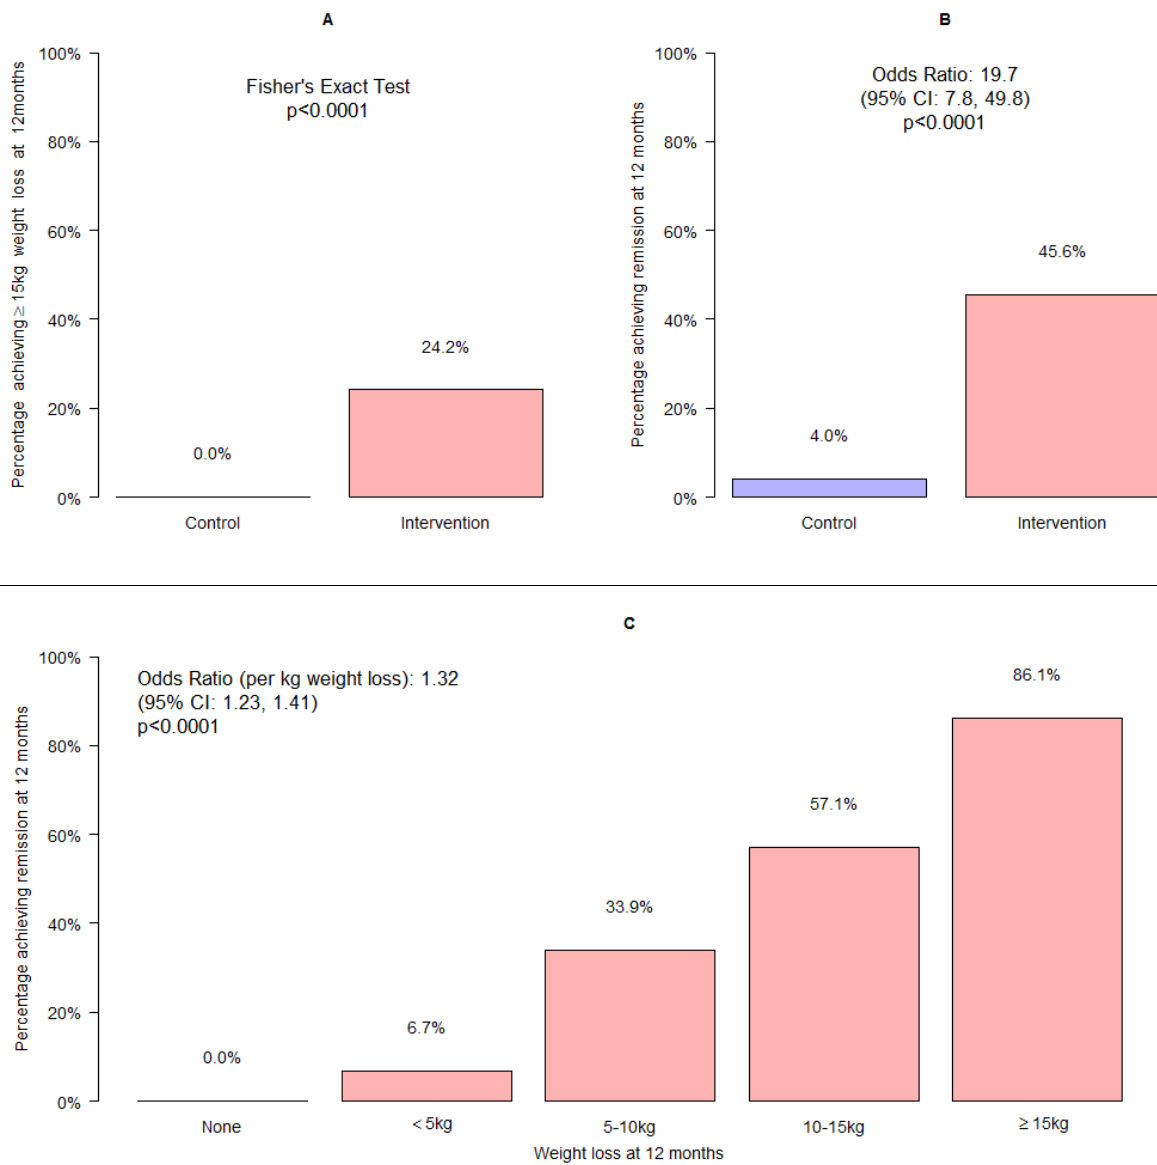 A
Percentage achieving ≥ 15kg weight loss at 12months
100%
80%
60%
40%
20%
0%
Fisher's Exact Test
p<0.0001
0.0%
24.2%
Control
Intervention
B
Percentage achieving remission at 12 months
100%
80%
60%
40%
20%
0%
Odds Ratio: 19.7
(95% CI: 7.8, 49.8)
p<0.0001
4.0%
45.6%
Control
Intervention
C
Percentage achieving remission at 12 months
100%
80%
60%
40%
20%
0%
Odds Ratio (per kg weight loss): 1.32
(95% CI: 1.23, 1.41)
p<0.0001
0.0%
6.7%
33.9%
57.1%
86.1%
None
< 5kg
5-10kg
10-15kg
≥ 15kg
Weight loss at 12 months